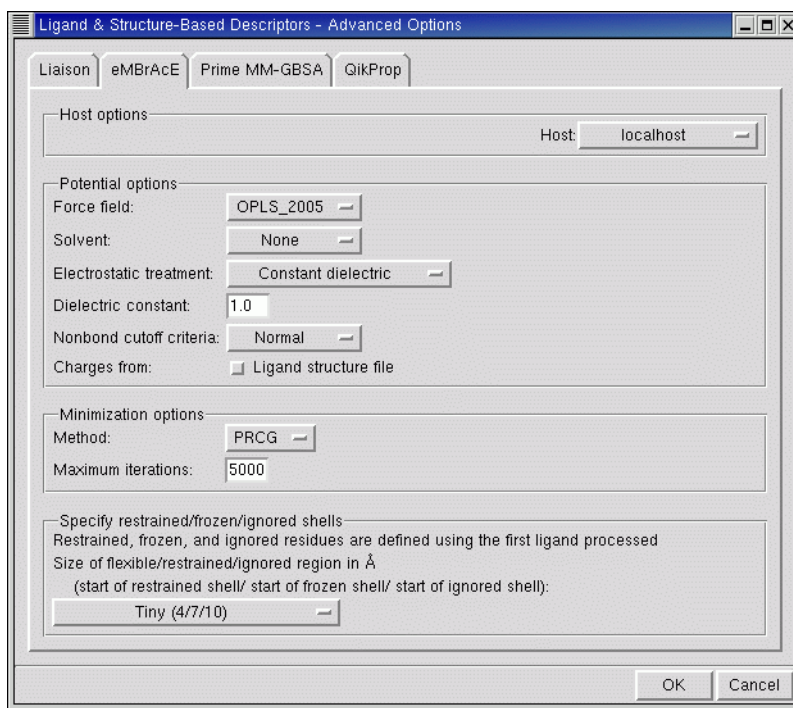 Ligand & Structure-Based Descriptors - Advanced Options
Liaison eMBrAcE Prime MM-GBSA QikProp
Host options
Host: localhost
Potential options
Force field: OPLS_2005
Solvent: None
Electrostatic treatment: Constant dielectric
Dielectric constant: 1.0
Nonbond cutoff criteria: Normal
Charges from: Ligand structure file
Minimization options
Method: PRCG
Maximum iterations: 5000
Specify restrained/frozen/ignored shells
Restrained, frozen, and ignored residues are defined using the first ligand processed
Size of flexible/restrained/ignored region in Å
(start of restrained shell/ start of frozen shell/ start of ignored shell):
Tiny (4/7/10)
OK Cancel